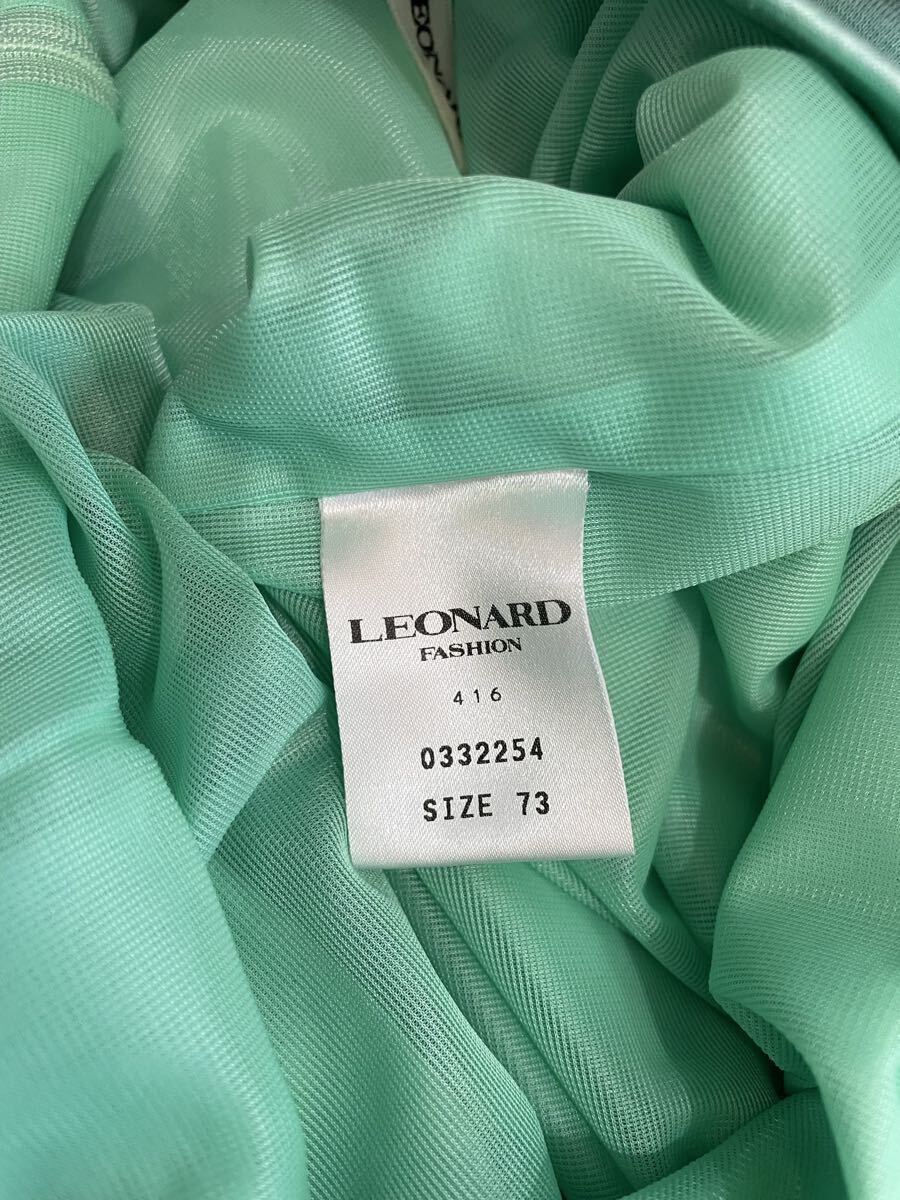 LEONARD
FASHION
416
0332254
SIZE 73